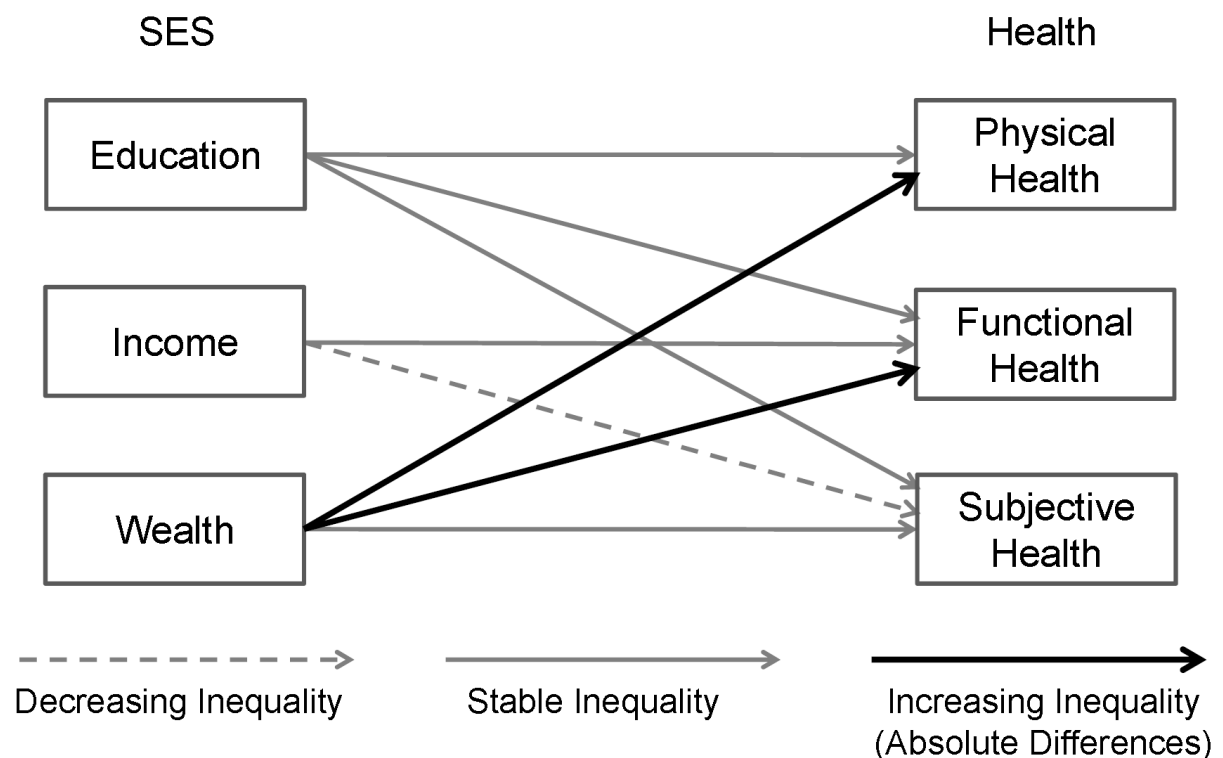 SES
Health
Education
Physical
Health
Income
Functional
Health
Wealth
Subjective
Health
Decreasing Inequality
Stable Inequality
Increasing Inequality
(Absolute Differences)